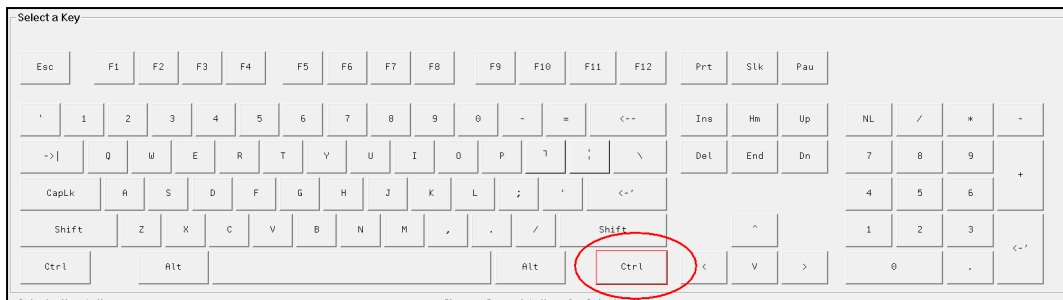 Select a Key
Esc F1 F2 F3 F4 F5 F6 F7 F8 F9 F10 F11 F12 Prt Slk Pau
' 1 2 3 4 5 6 7 8 9 0 - = <-- Ins Hm Up NL / * -
->| Q W E R T Y U I O P ┐ ¦ \ Del End Dn 7 8 9 +
CapLk A S D F G H J K L ; ' <-' 4 5 6
Shift Z X C V B N M , . / Shift ^ 1 2 3 <-'
Ctrl Alt Alt Ctrl < V > 0 .